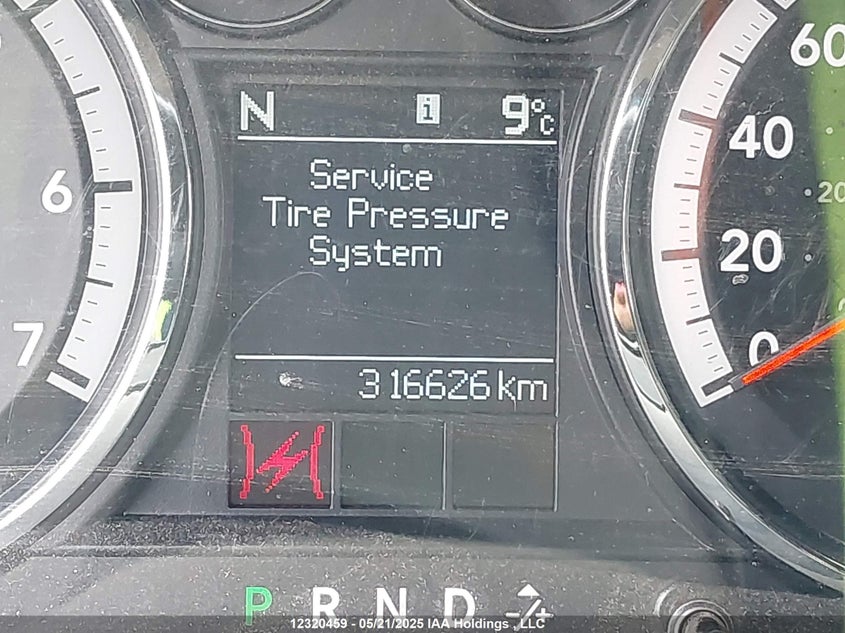 N i 9°C
Service
Tire Pressure
System
316626 km
6
7
60
40
20
20
0
P R N D -/+
12320459 - 05/21/2025 IAA Holdings , LLC